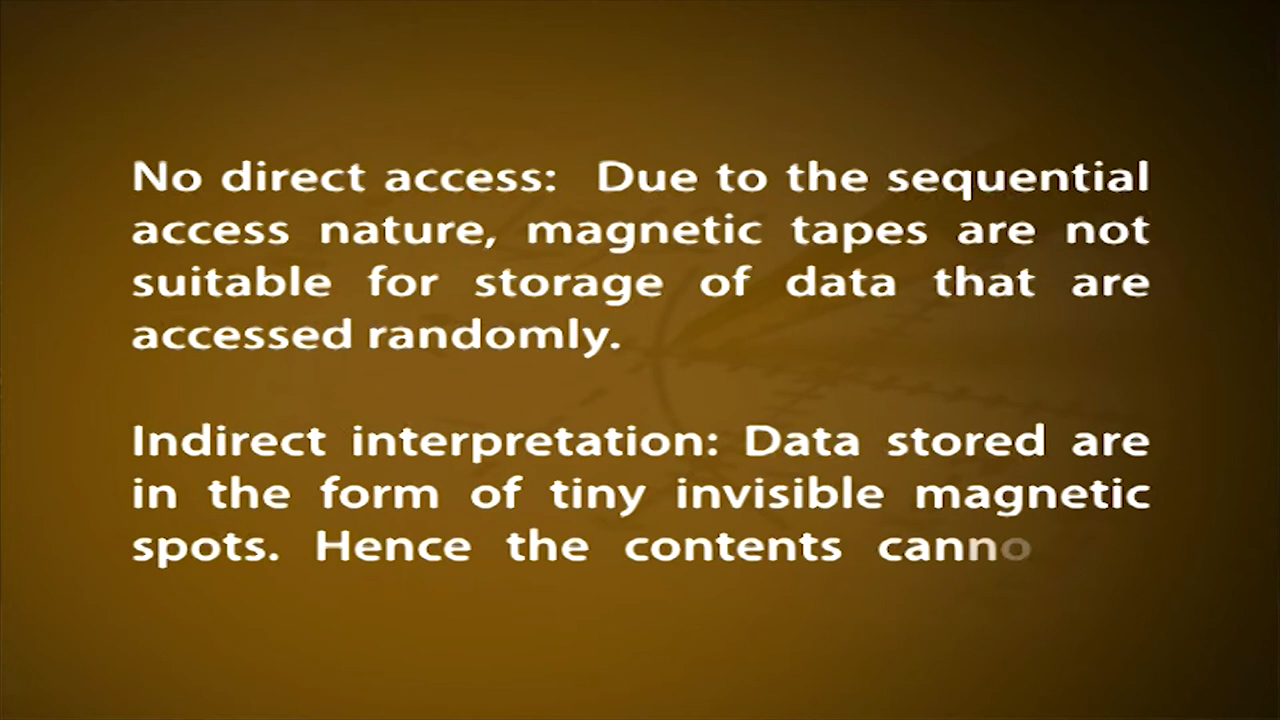 No direct access: Due to the sequential
access nature, magnetic tapes are not
suitable for storage of data that are
accessed randomly.
Indirect interpretation: Data stored are
in the form of tiny invisible magnetic
spots. Hence the contents canno